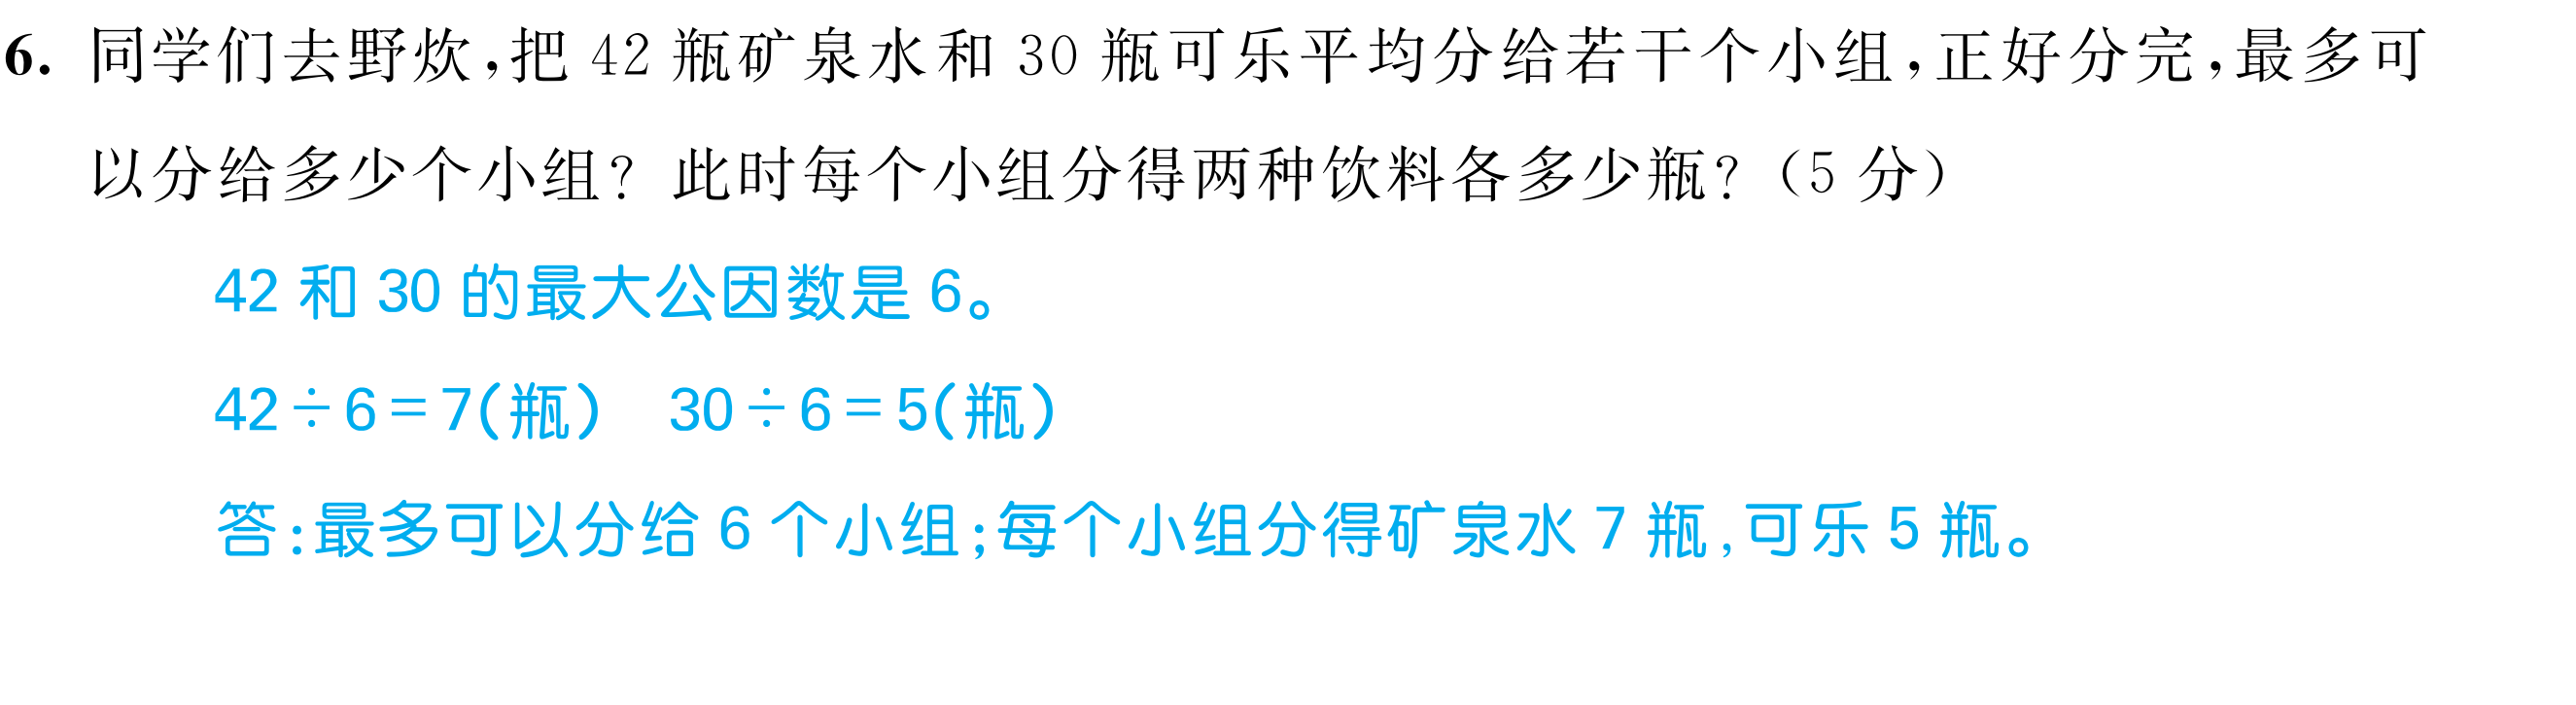 6. 同学们去野炊,把 42 瓶矿泉水和 30 瓶可乐平均分给若干个小组,正好分完,最多可
以分给多少个小组? 此时每个小组分得两种饮料各多少瓶?(5 分)
42 和 30 的最大公因数是 6。
42÷6=7(瓶) 30÷6=5(瓶)
答:最多可以分给 6 个小组;每个小组分得矿泉水 7 瓶,可乐 5 瓶。